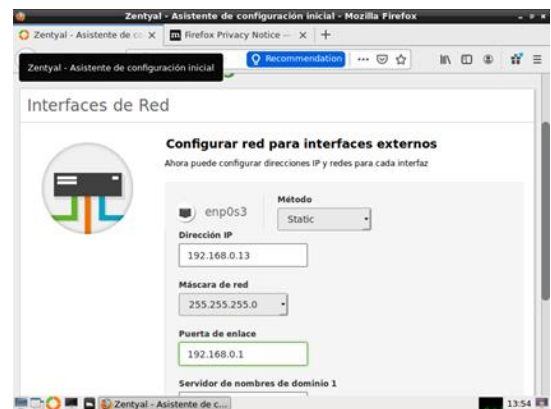 Zentyal - Asistente de configuración inicial - Mozilla Firefox
Zentyal - Asistente de co
Firefox Privacy Notice —
Zentyal - Asistente de configuración inicial
Recommendation
Interfaces de Red
Configurar red para interfaces externos
Ahora puede configurar direcciones IP y redes para cada interfaz
enp0s3
Método
Static
Dirección IP
192.168.0.13
Máscara de red
255.255.255.0
Puerta de enlace
192.168.0.1
Servidor de nombres de dominio 1
Zentyal - Asistente de c...
13:54